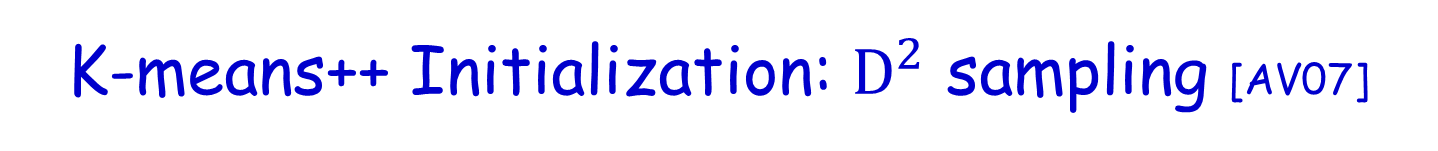 K-means++ Initialization: D² sampling [AV07]